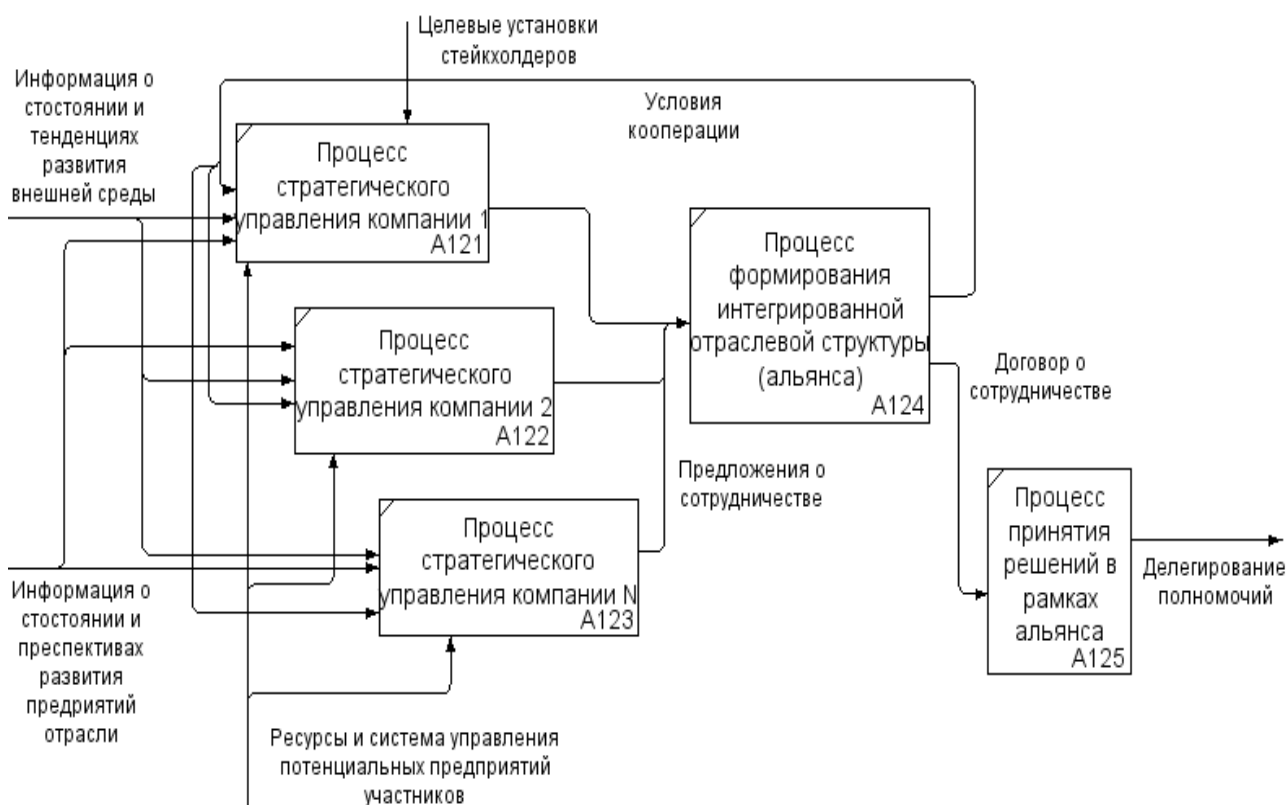 Целевые установки
стейкхолдеров
Информация о
стостоянии и
тенденциях
развития
внешней среды
Условия
кооперации
Процесс
стратегического
управления компании 1
A121
Процесс
формирования
интегрированной
отраслевой структуры
(альянса)
A124
Процесс
стратегического
управления компании 2
A122
Договор о
сотрудничестве
Предложения о
сотрудничестве
Процесс
стратегического
управления компании N
A123
Процесс
принятия
решений в
рамках
альянса
A125
Делегирование
полномочий
Информация о
стостоянии и
преспективах
развития
предриятий
отрасли
Ресурсы и система управления
потенциальных предприятий
участников